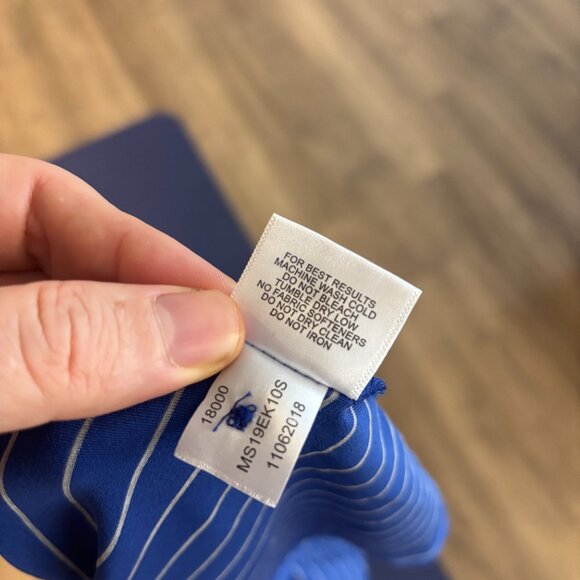 FOR BEST RESULTS
MACHINE WASH COLD
DO NOT BLEACH
TUMBLE DRY LOW
NO FABRIC SOFTENERS
DO NOT DRY CLEAN
DO NOT IRON
18000
MS19EK10S
11062018